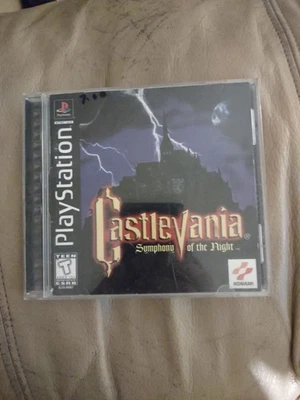 PlayStation
Castlevania
Symphony of the Night
TEEN
T
KONAMI